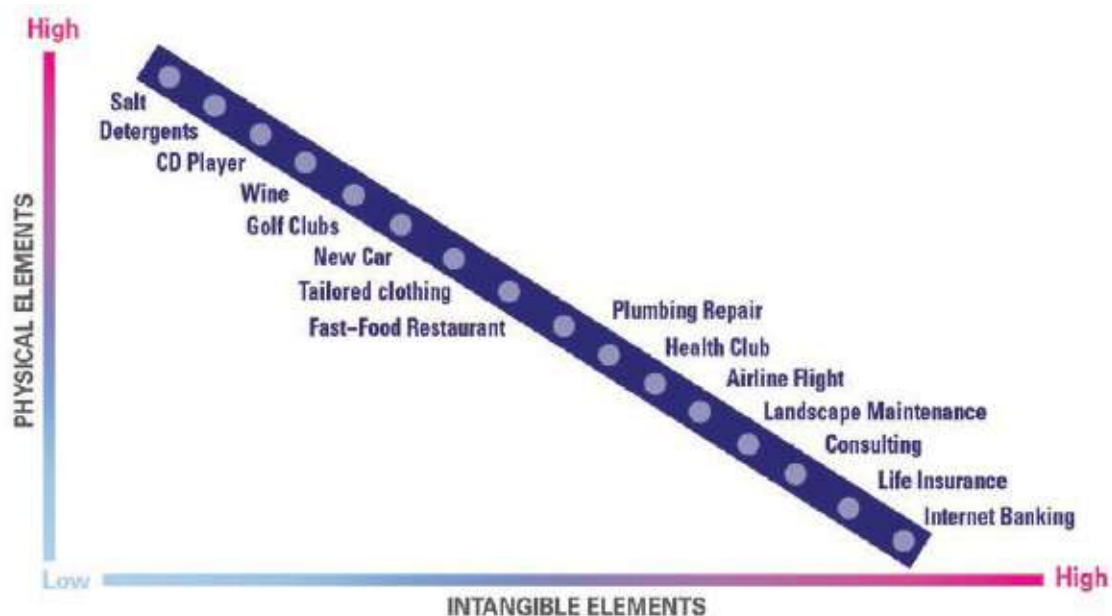 High
Salt
Detergents
CD Player
Wine
Golf Clubs
New Car
Tailored clothing
Fast-Food Restaurant
Plumbing Repair
Health Club
Airline Flight
Landscape Maintenance
Consulting
Life Insurance
Internet Banking
PHYSICAL ELEMENTS
Low
High
INTANGIBLE ELEMENTS